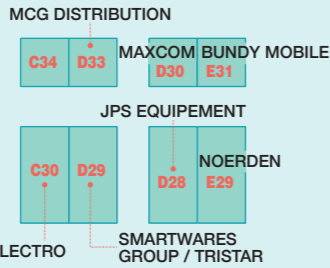 MCG DISTRIBUTION
MAXCOM BUNDY MOBILE
C34 D33 D30 E31
JPS EQUIPEMENT
NOERDEN
C30 D29 D28 E29
LECTRO
SMARTWARES
GROUP / TRISTAR